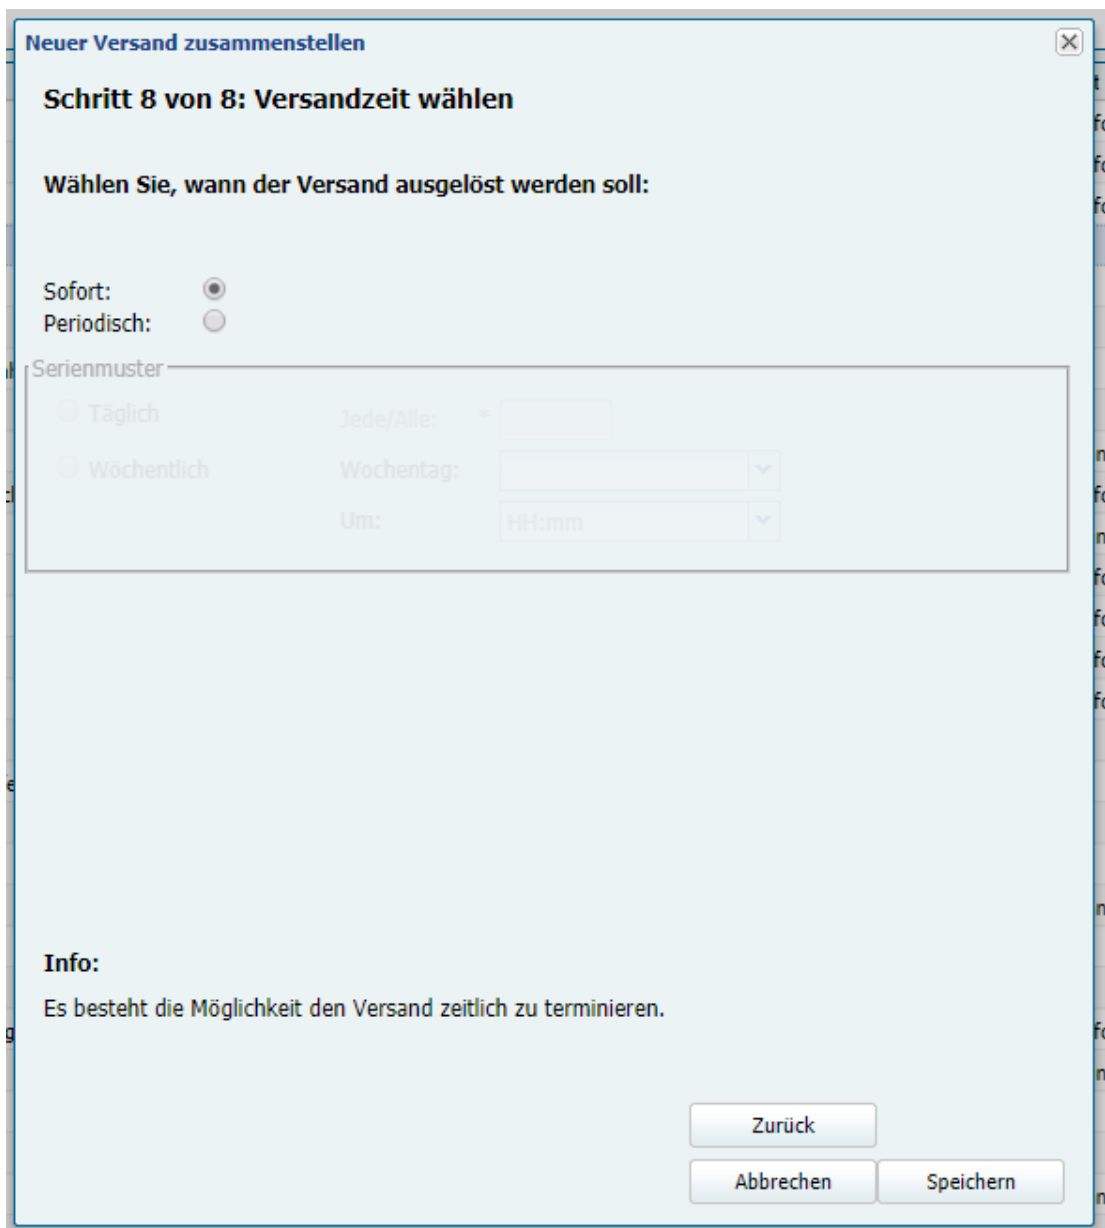 Neuer Versand zusammenstellen
Schritt 8 von 8: Versandzeit wählen
Wählen Sie, wann der Versand ausgelöst werden soll:
Sofort:
Periodisch:
Serienmuster
Täglich Jede/Alle: *
Wöchentlich Wochentag:
Um: HH:mm
Info:
Es besteht die Möglichkeit den Versand zeitlich zu terminieren.
Zurück
Abbrechen Speichern